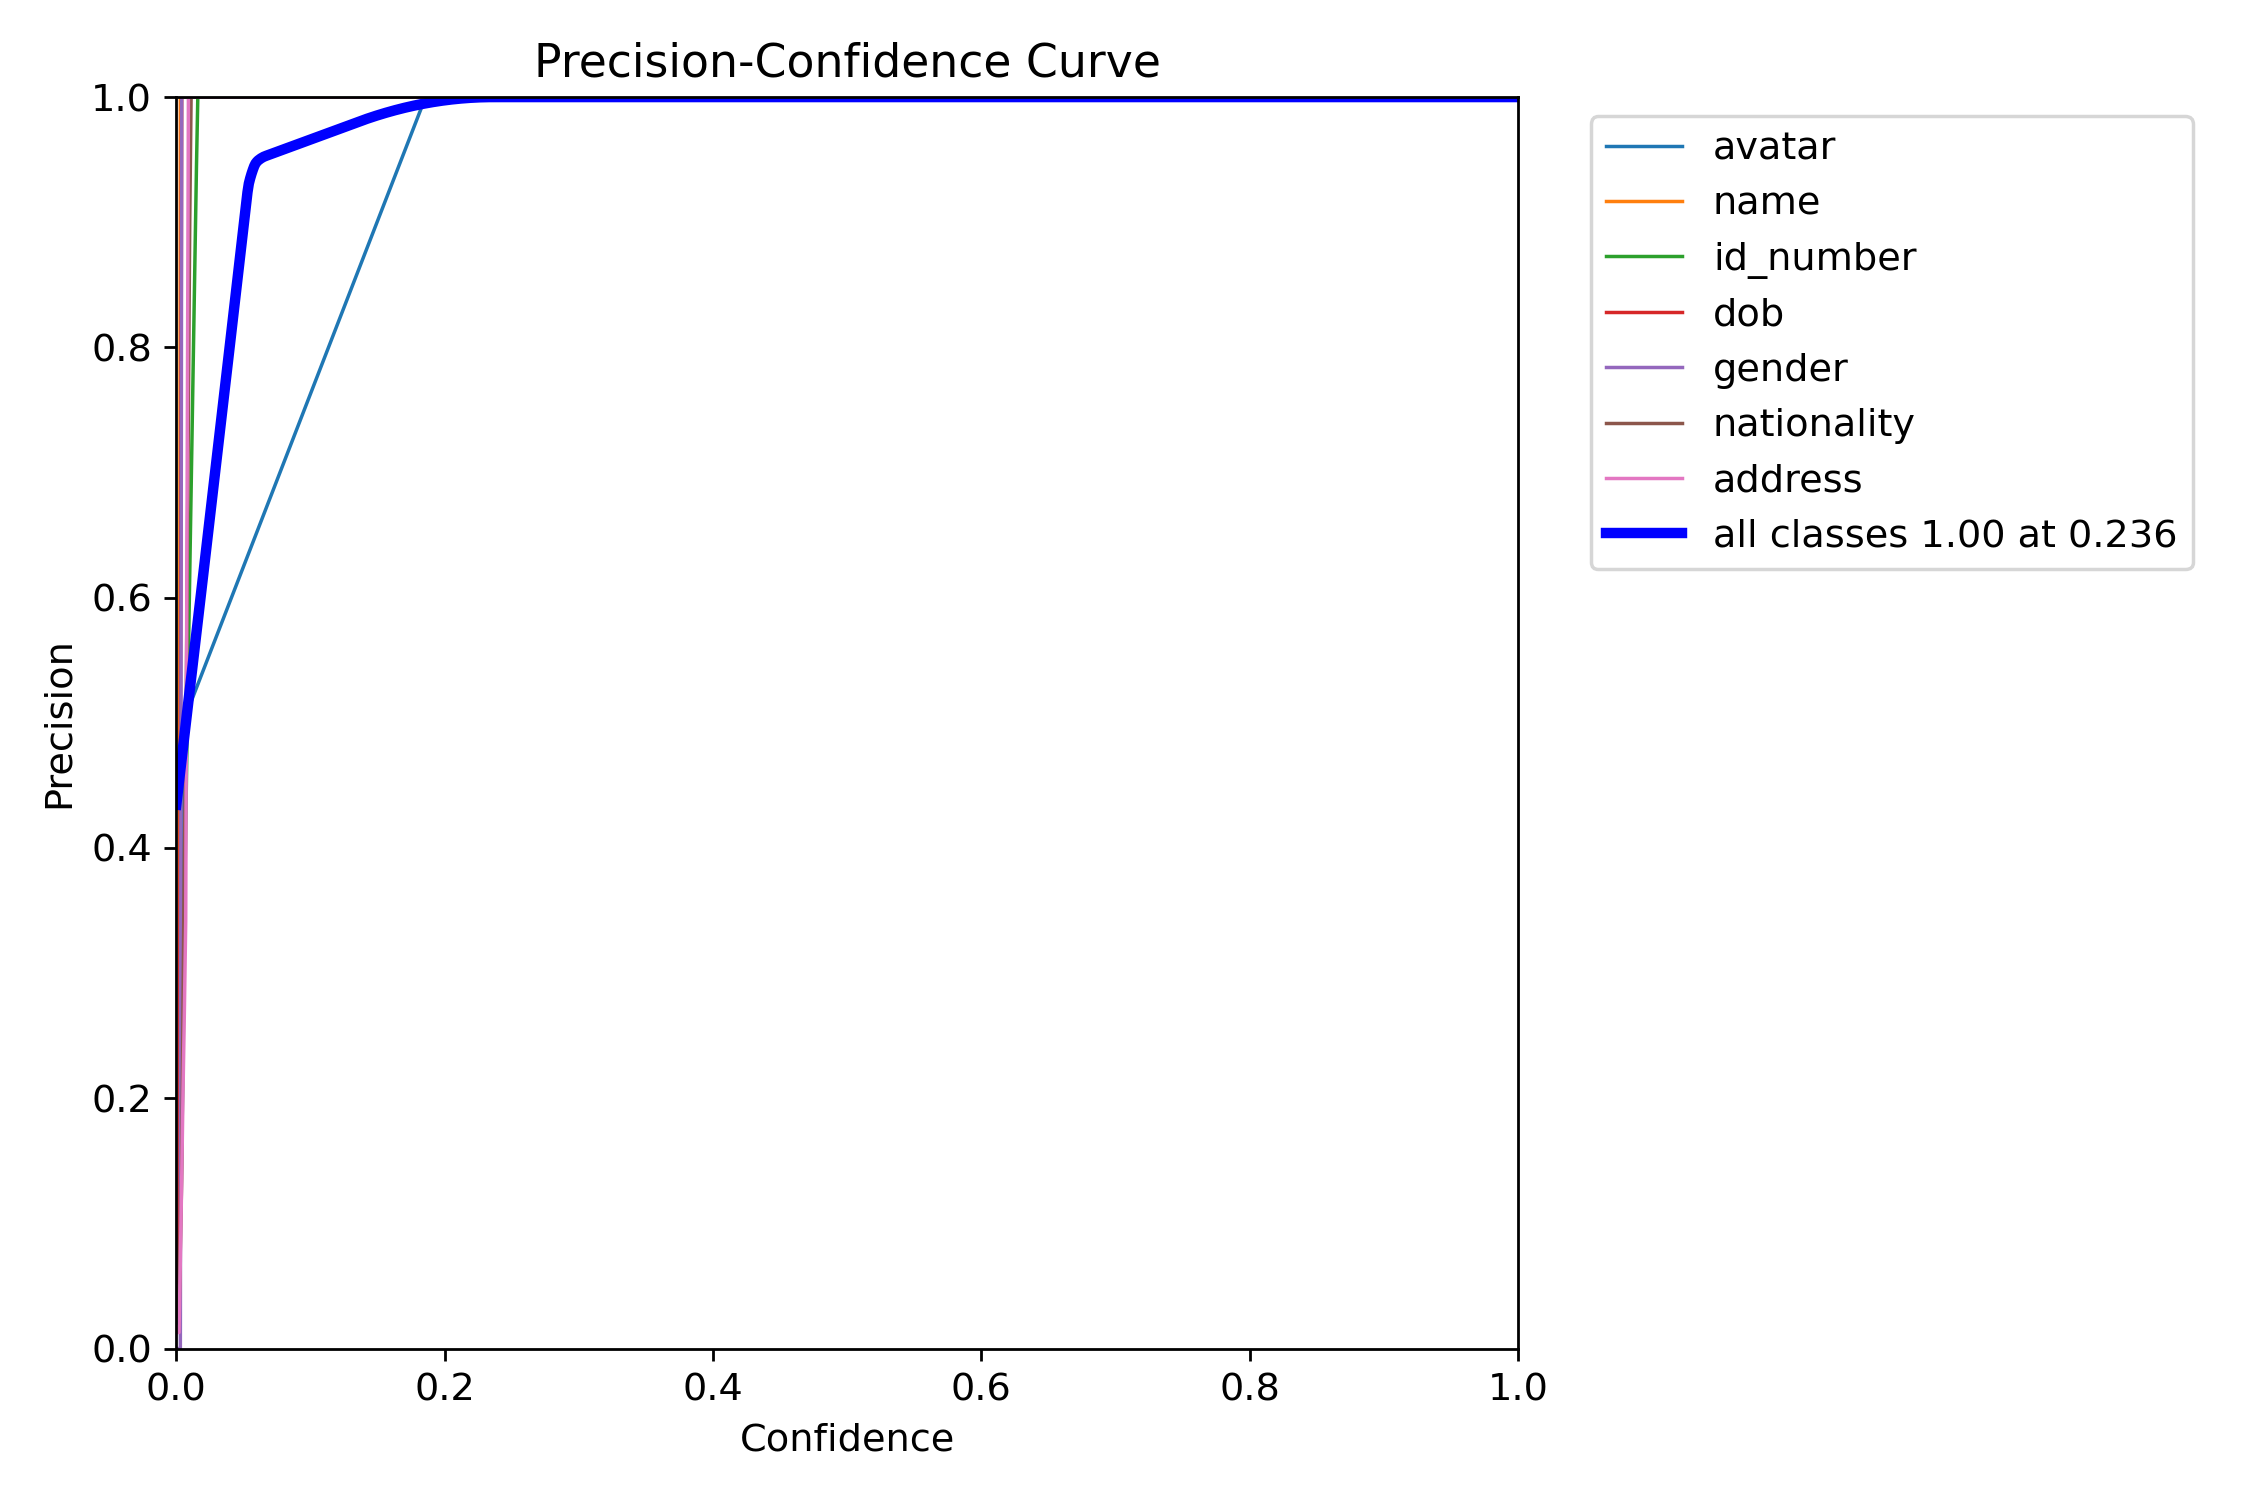 Precision-Confidence Curve
1.0
0.8
0.6
0.4
0.2
0.0
Precision
0.0 0.2 0.4 0.6 0.8 1.0
Confidence
avatar
name
id_number
dob
gender
nationality
address
all classes 1.00 at 0.236